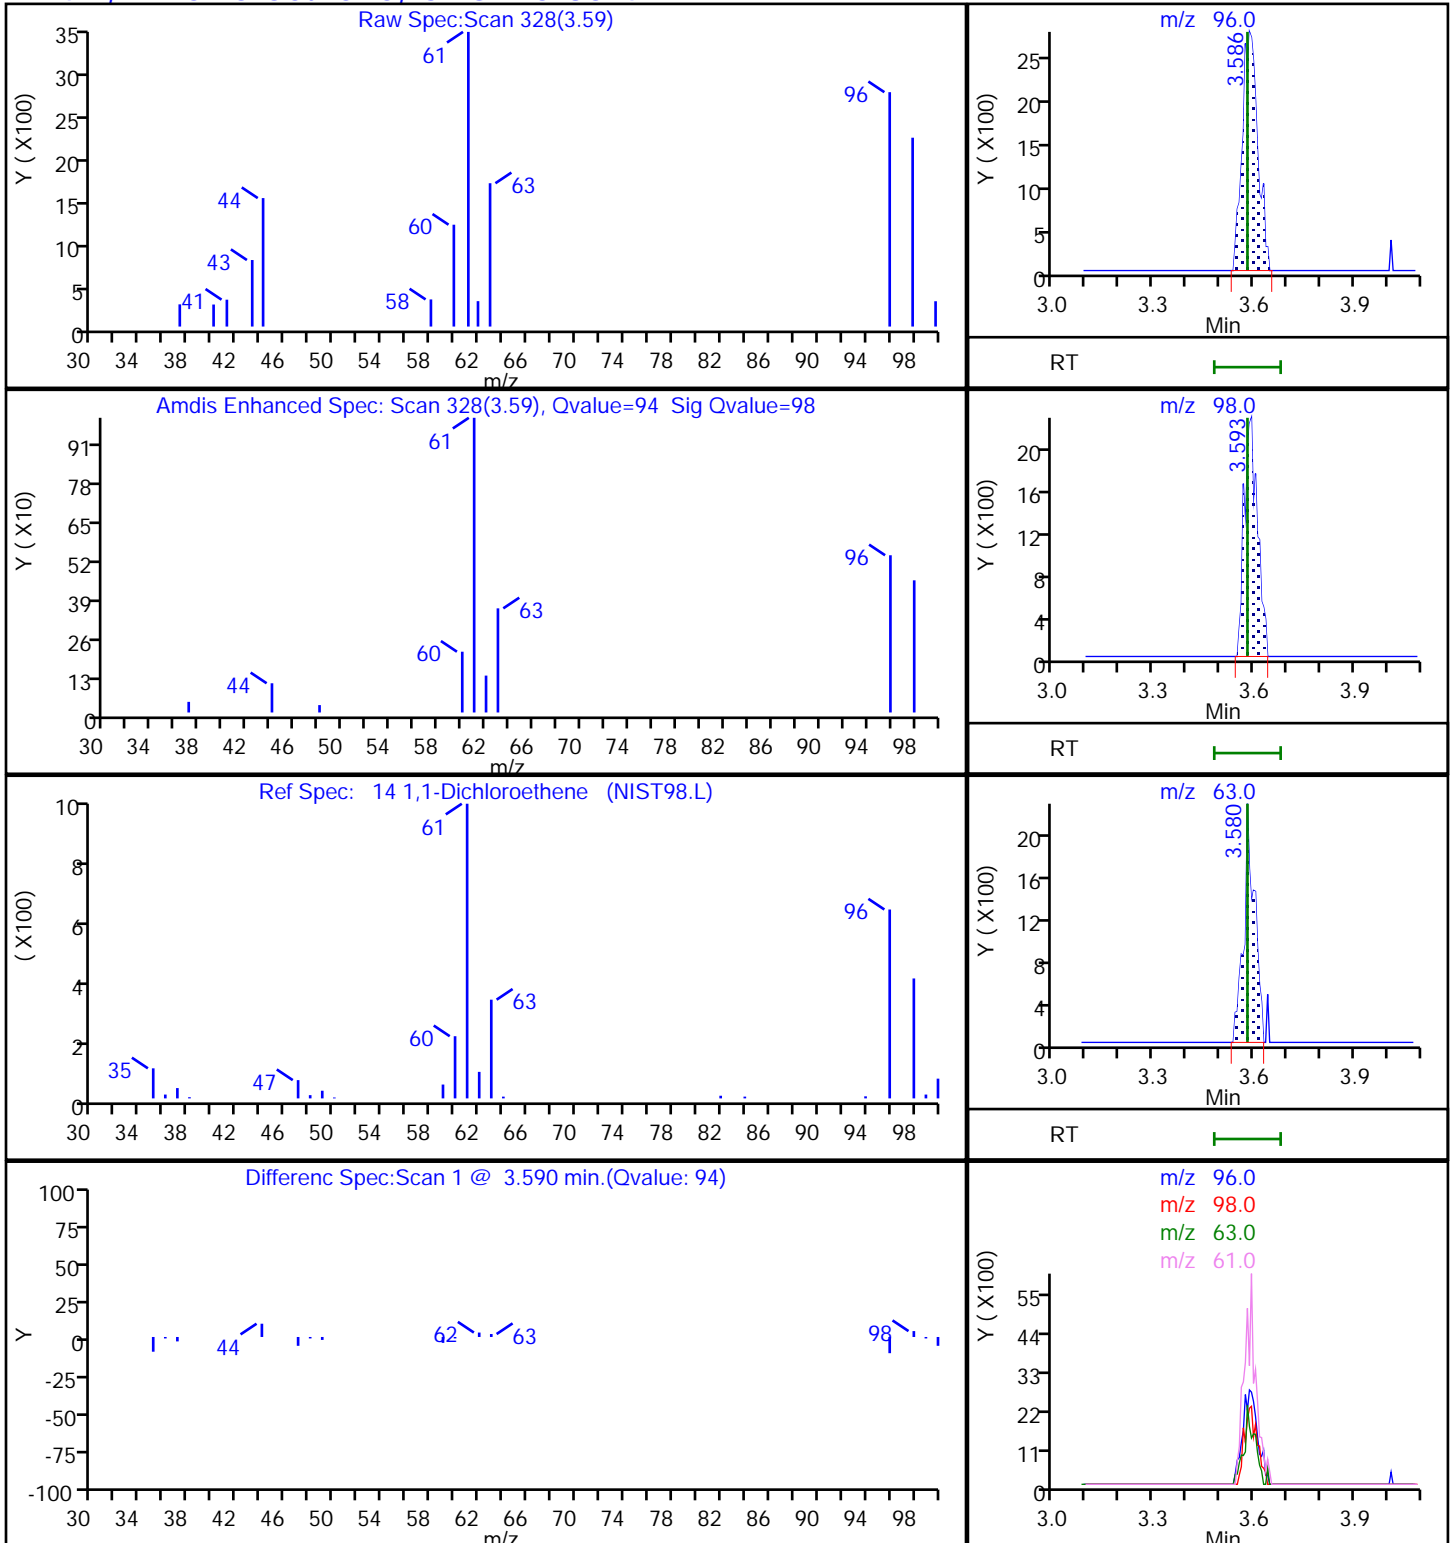 Raw Spec:Scan 328(3.59)
35
30
25
20
15
10
5
0
Y ( X100)
61
96
63
44
60
43
41
58
30 34 38 42 46 50 54 58 62 66 70 74 78 82 86 90 94 98
m/z
m/z 96.0
3.586
25
20
15
10
5
0
Y ( X100)
3.0 3.3 3.6 3.9
Min
RT
Amdis Enhanced Spec: Scan 328(3.59), Qvalue=94 Sig Qvalue=98
91
78
65
52
39
26
13
0
Y ( X10)
61
96
63
60
44
30 34 38 42 46 50 54 58 62 66 70 74 78 82 86 90 94 98
m/z
m/z 98.0
3.593
20
16
12
8
4
0
Y ( X100)
3.0 3.3 3.6 3.9
Min
RT
Ref Spec: 14 1,1-Dichloroethene (NIST98.L)
10
8
6
4
2
0
( X100)
61
96
63
60
35
47
30 34 38 42 46 50 54 58 62 66 70 74 78 82 86 90 94 98
m/z 63.0
3.580
20
16
12
8
4
0
Y ( X100)
3.0 3.3 3.6 3.9
Min
RT
Differenc Spec:Scan 1 @ 3.590 min.(Qvalue: 94)
100
75
50
25
0
-25
-50
-75
-100
Y
44
62
63
98
30 34 38 42 46 50 54 58 62 66 70 74 78 82 86 90 94 98
m/z
m/z 96.0
m/z 98.0
m/z 63.0
m/z 61.0
55
44
33
22
11
0
Y ( X100)
3.0 3.3 3.6 3.9
Min